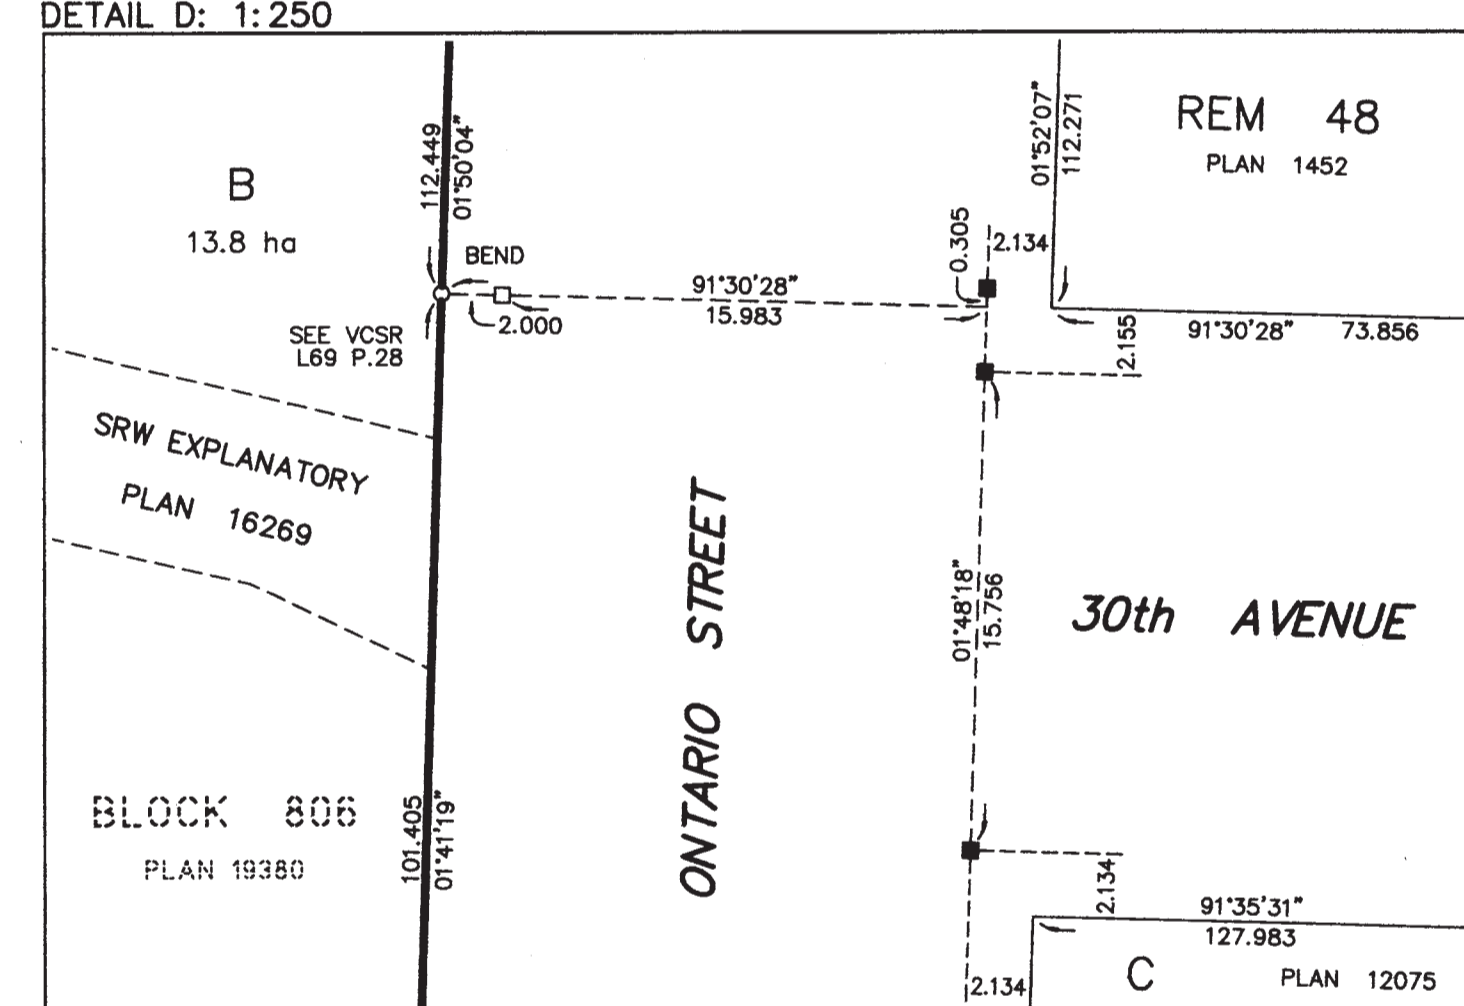 DETAIL D: 1:250
112.449
01°50'04"
01°52'07"
112.271
REM 48
PLAN 1452
B
13.8 ha
BEND
0.305
2.134
91°30'28"
15.983
2.000
SEE VCSR
L69 P.28
2.155
91°30'28" 73.856
SRW EXPLANATORY
PLAN 16269
ONTARIO STREET
01°48'18"
15.756
30th AVENUE
BLOCK 806
PLAN 19380
101.405
01°41'19"
2.134
91°35'31"
127.983
2.134
C
PLAN 12075